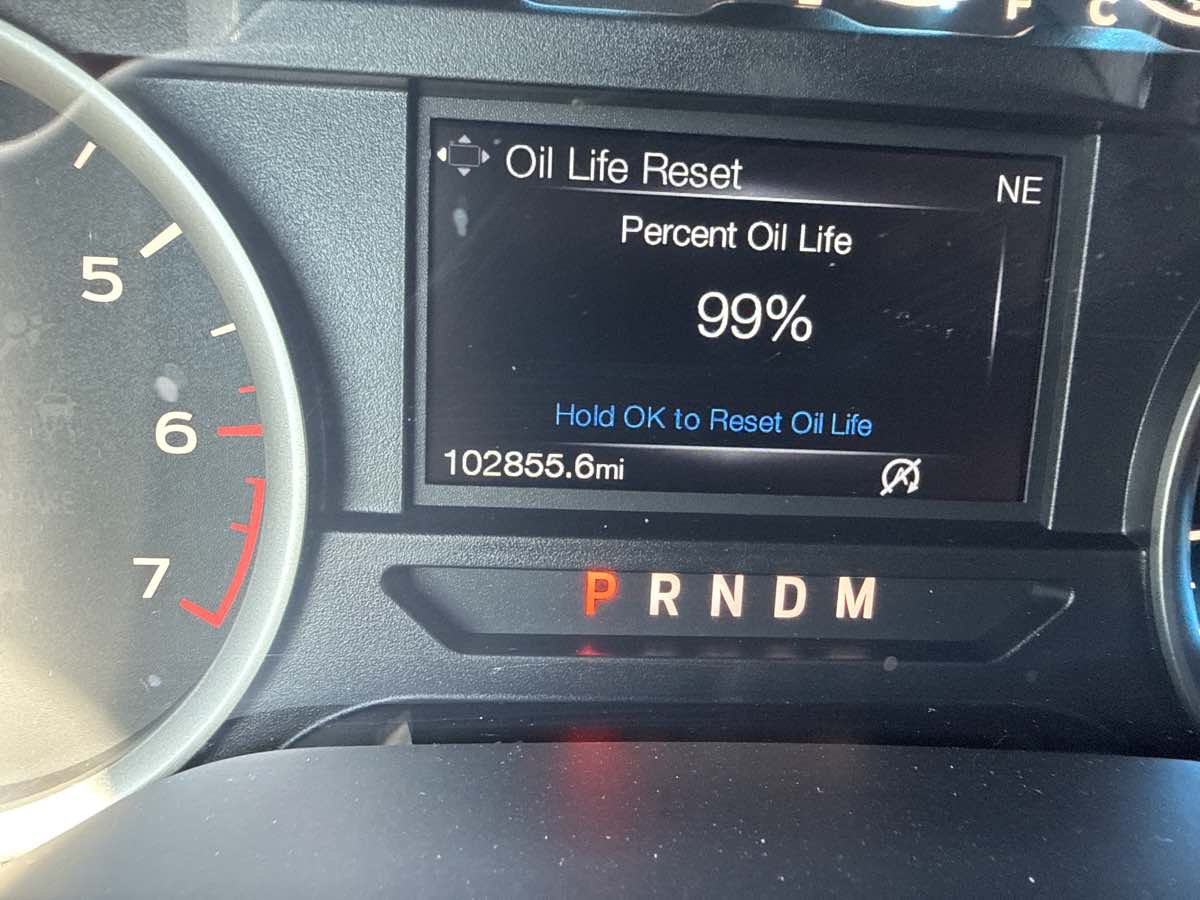 F C
Oil Life Reset
NE
Percent Oil Life
99%
Hold OK to Reset Oil Life
102855.6mi
5
6
7
P R N D M